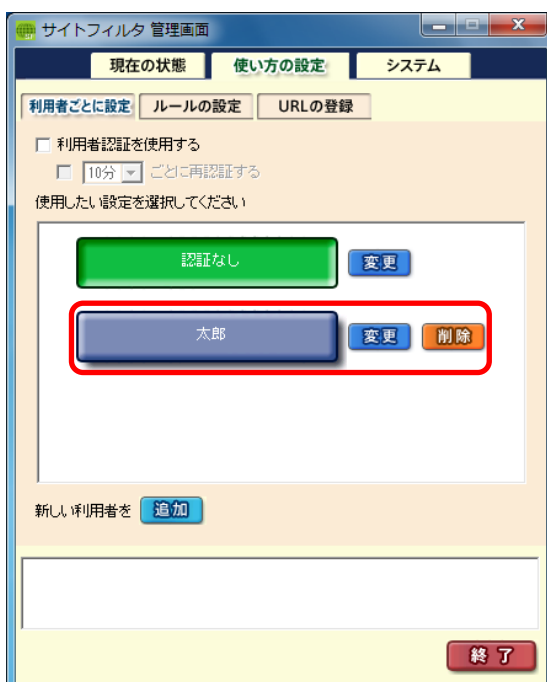 サイトフィルタ 管理画面
現在の状態 使い方の設定 システム
利用者ごとに設定 ルールの設定 URLの登録
利用者認証を使用する
10分 ごとに再認証する
使用したい設定を選択してください
認証なし 変更
太郎 変更 削除
新しい利用者を 追加
終了